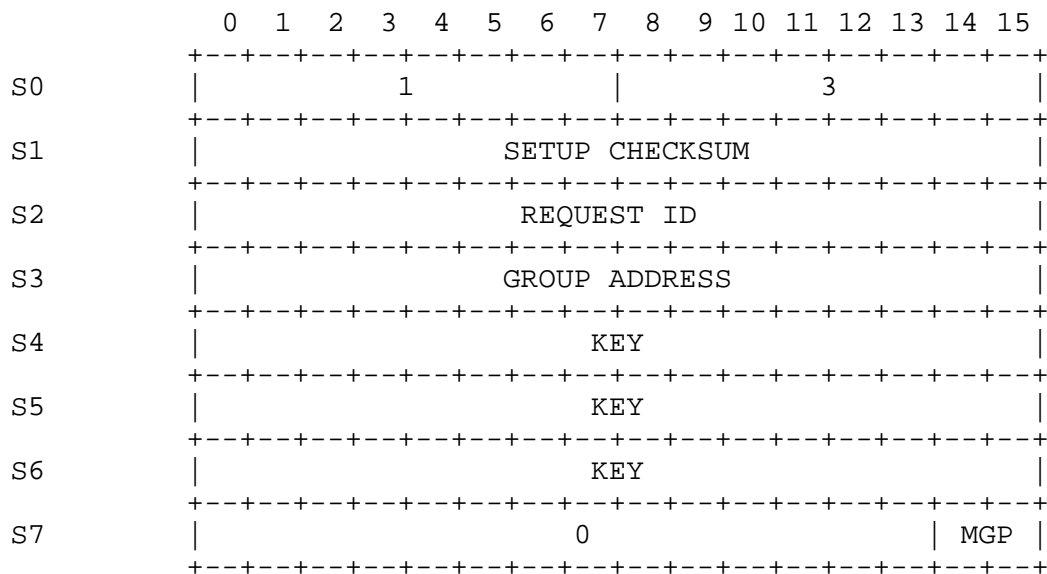 0 1 2 3 4 5 6 7 8 9 10 11 12 13 14 15
+--+--+--+--+--+--+--+--+--+--+--+--+--+--+--+--+
S0 | 1 | 3 |
+--+--+--+--+--+--+--+--+--+--+--+--+--+--+--+--+
S1 | SETUP CHECKSUM |
+--+--+--+--+--+--+--+--+--+--+--+--+--+--+--+--+
S2 | REQUEST ID |
+--+--+--+--+--+--+--+--+--+--+--+--+--+--+--+--+
S3 | GROUP ADDRESS |
+--+--+--+--+--+--+--+--+--+--+--+--+--+--+--+--+
S4 | KEY |
+--+--+--+--+--+--+--+--+--+--+--+--+--+--+--+--+
S5 | KEY |
+--+--+--+--+--+--+--+--+--+--+--+--+--+--+--+--+
S6 | KEY |
+--+--+--+--+--+--+--+--+--+--+--+--+--+--+--+--+
S7 | 0 | MGP |
+--+--+--+--+--+--+--+--+--+--+--+--+--+--+--+--+